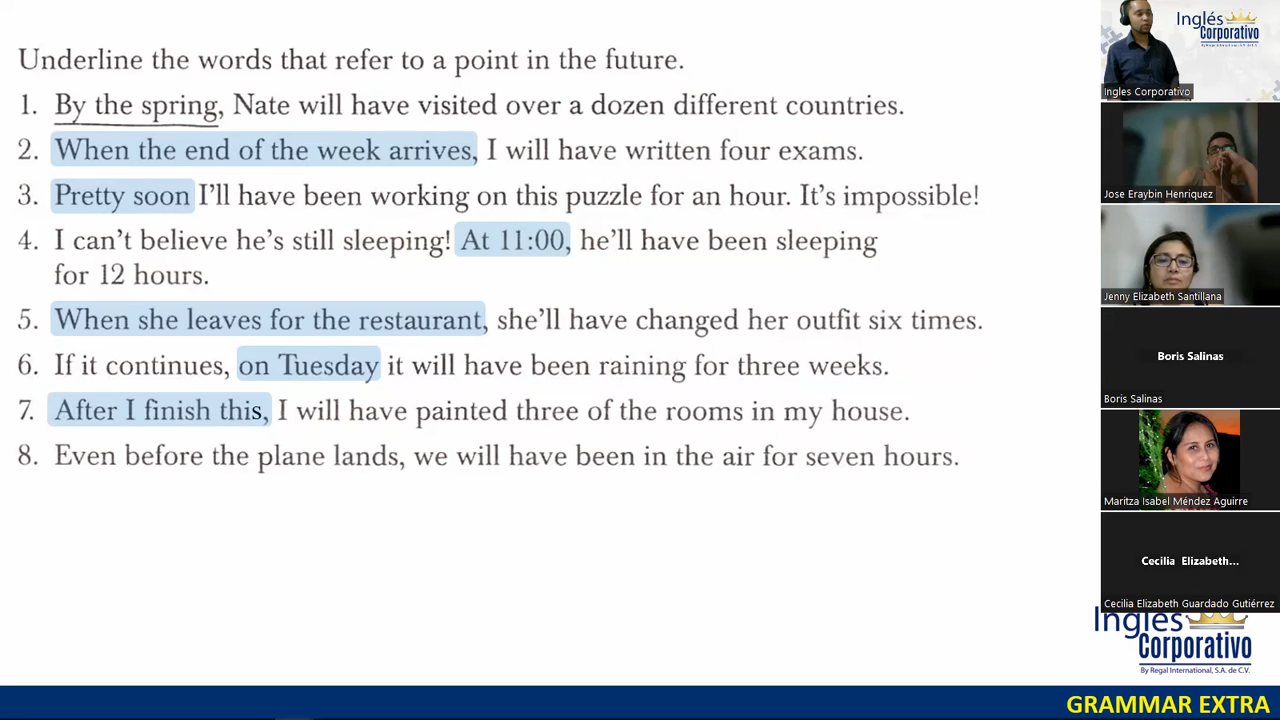 Underline the words that refer to a point in the future.
1. By the spring, Nate will have visited over a dozen different countries.
2. When the end of the week arrives, I will have written four exams.
3. Pretty soon I'll have been working on this puzzle for an hour. It's impossible!
4. I can't believe he's still sleeping! At 11:00, he'll have been sleeping
for 12 hours.
5. When she leaves for the restaurant, she'll have changed her outfit six times.
6. If it continues, on Tuesday it will have been raining for three weeks.
7. After I finish this, I will have painted three of the rooms in my house.
8. Even before the plane lands, we will have been in the air for seven hours.
Inglés
Corporativo
By Regal International, S.A. de C.V.
Ingles Corporativo
Jose Eraybin Henriquez
Jenny Elizabeth Santillana
Boris Salinas
Boris Salinas
Maritza Isabel Méndez Aguirre
Cecilia Elizabeth...
Cecilia Elizabeth Guardado Gutiérrez
Inglés
Corporativo
By Regal International, S.A. de C.V.
GRAMMAR EXTRA